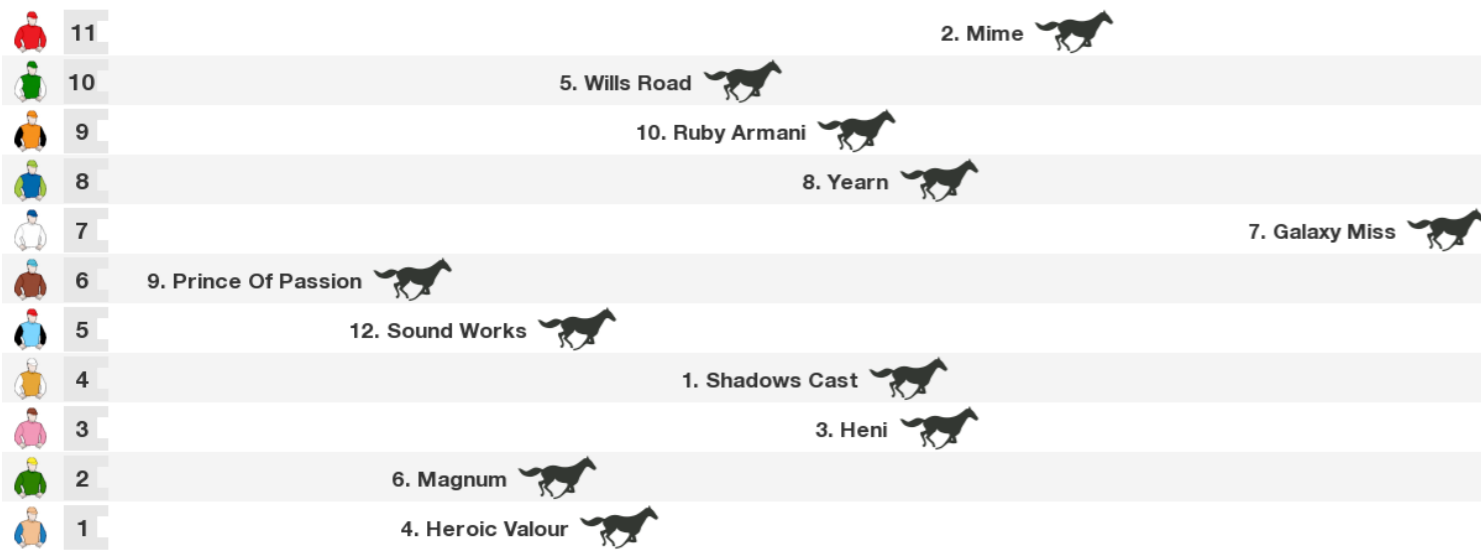 11 2. Mime
10 5. Wills Road
9 10. Ruby Armani
8 8. Yearn
7 7. Galaxy Miss
6 9. Prince Of Passion
5 12. Sound Works
4 1. Shadows Cast
3 3. Heni
2 6. Magnum
1 4. Heroic Valour